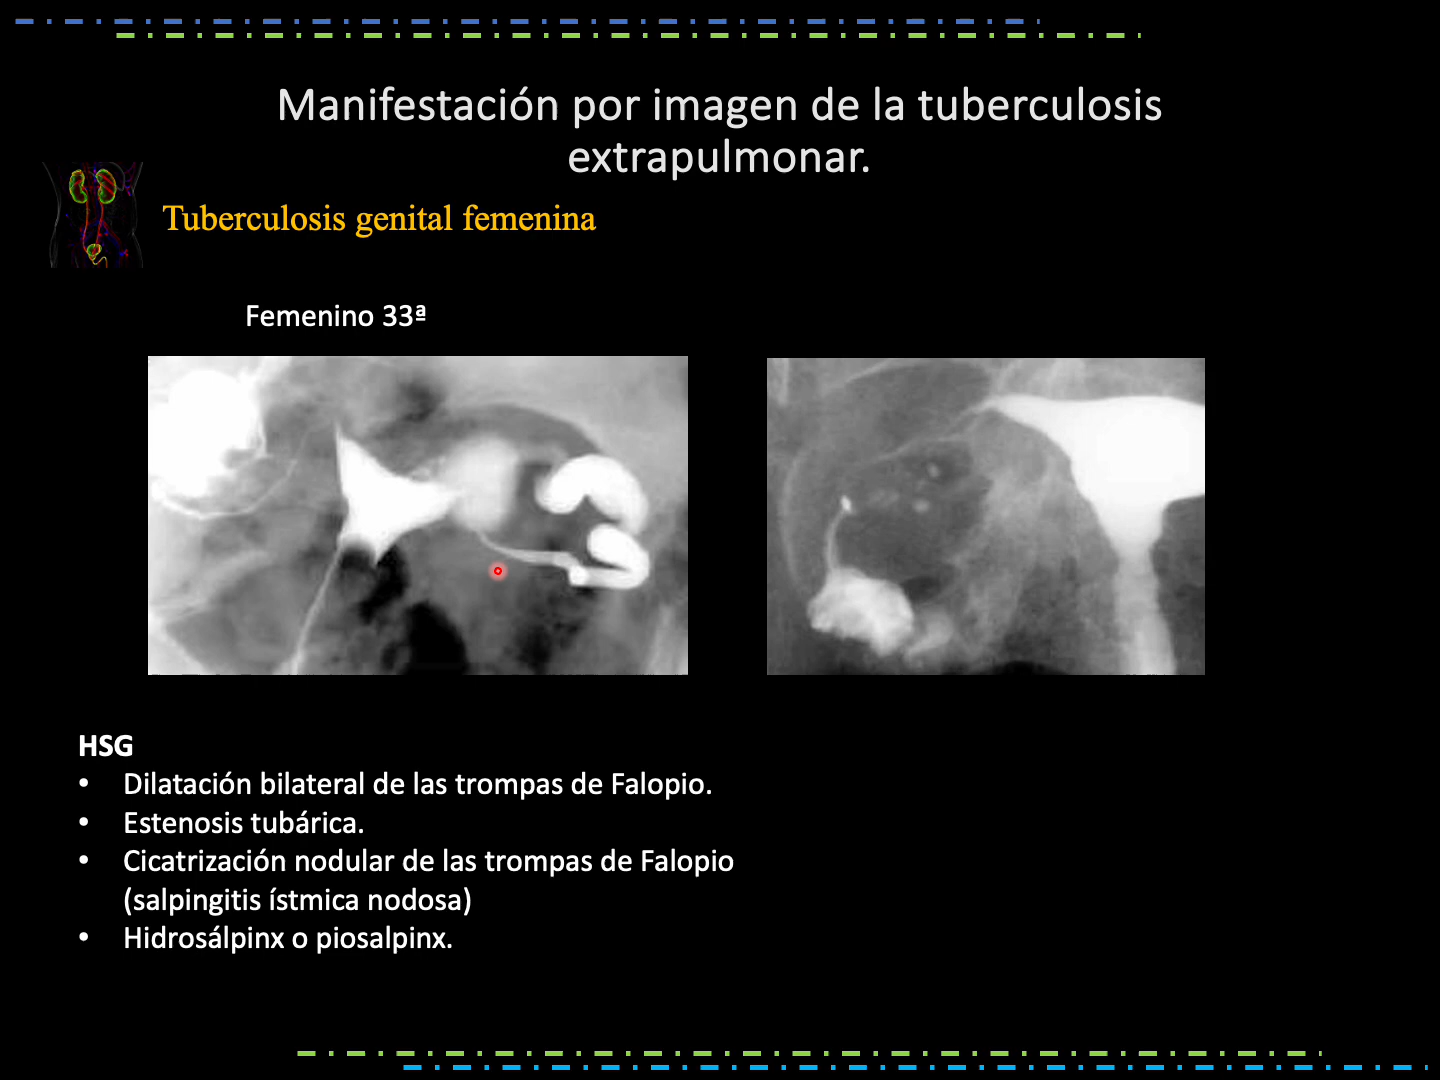 Manifestación por imagen de la tuberculosis
extrapulmonar.
Tuberculosis genital femenina
Femenino 33ª
HSG
• Dilatación bilateral de las trompas de Falopio.
• Estenosis tubárica.
• Cicatrización nodular de las trompas de Falopio
(salpingitis ístmica nodosa)
• Hidrosálpinx o piosalpinx.